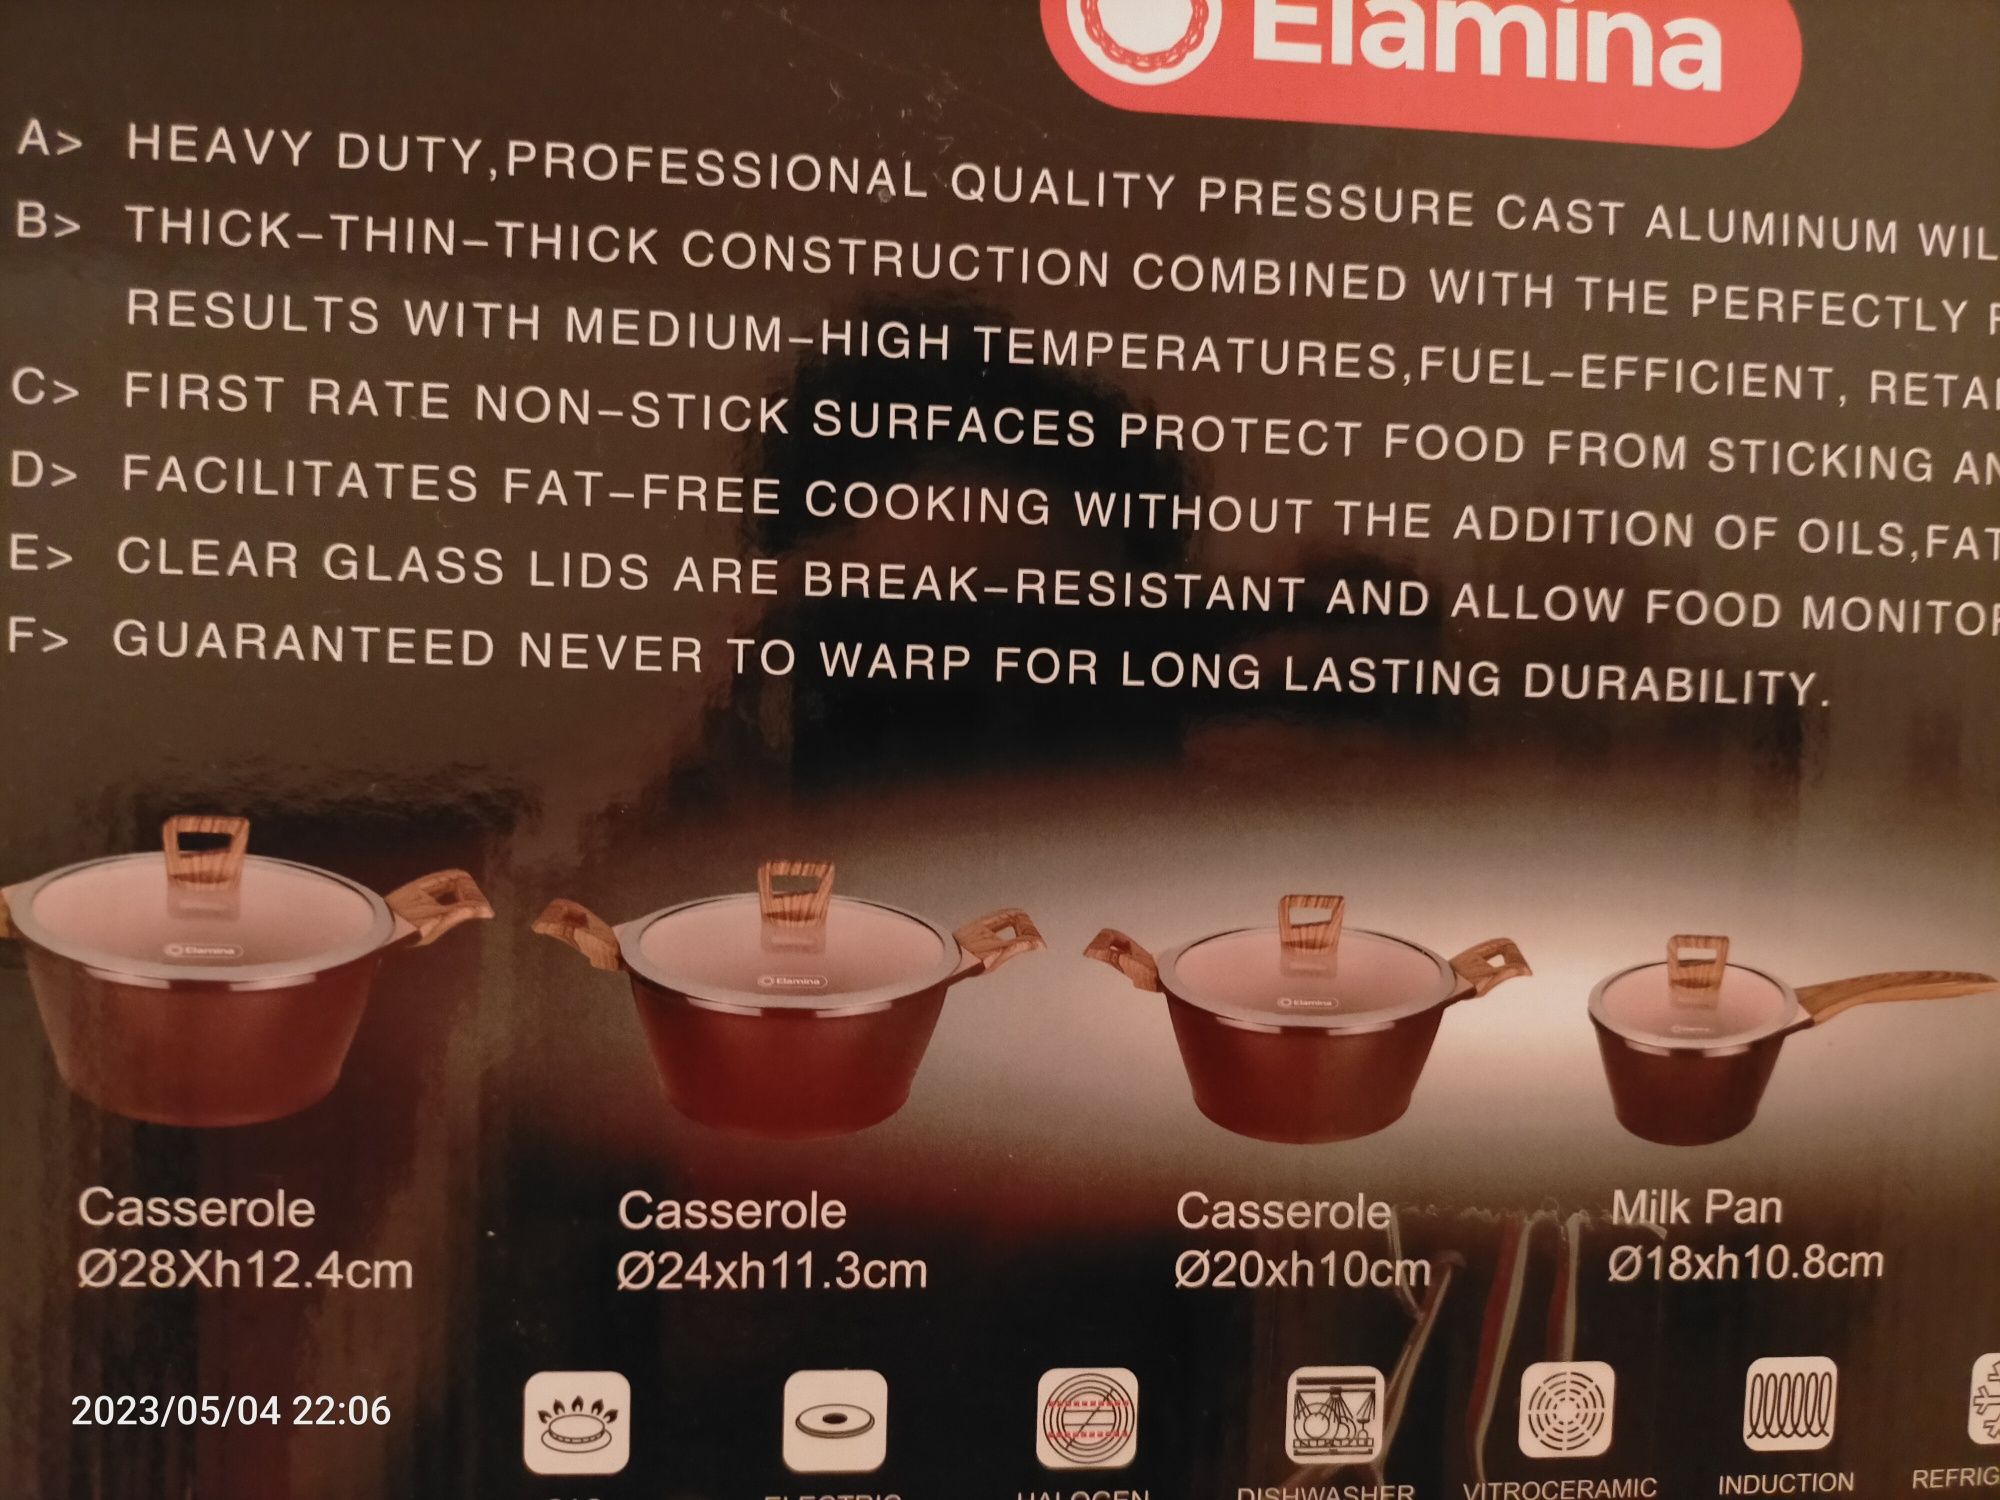 Elamina
A> HEAVY DUTY,PROFESSIONAL QUALITY PRESSURE CAST ALUMINUM
B> THICK–THIN–THICK CONSTRUCTION COMBINED WITH THE PERFECTLY
RESULTS WITH MEDIUM–HIGH TEMPERATURES,FUEL–EFFICIENT,
C> FIRST RATE NON–STICK SURFACES PROTECT FOOD FROM STICKING
D> FACILITATES FAT–FREE COOKING WITHOUT THE ADDITION OF OILS,
E> CLEAR GLASS LIDS ARE BREAK–RESISTANT AND ALLOW FOOD
F> GUARANTEED NEVER TO WARP FOR LONG LASTING DURABILITY.
Elamina
Elamina
Elamina
Casserole
Ø28Xh12.4cm
Casserole
Ø24xh11.3cm
Casserole
Ø20xh10cm
Milk Pan
Ø18xh10.8cm
2023/05/04 22:06
ELECTRIC
HALOGEN
DISHWASHER
VITROCERAMIC
INDUCTION